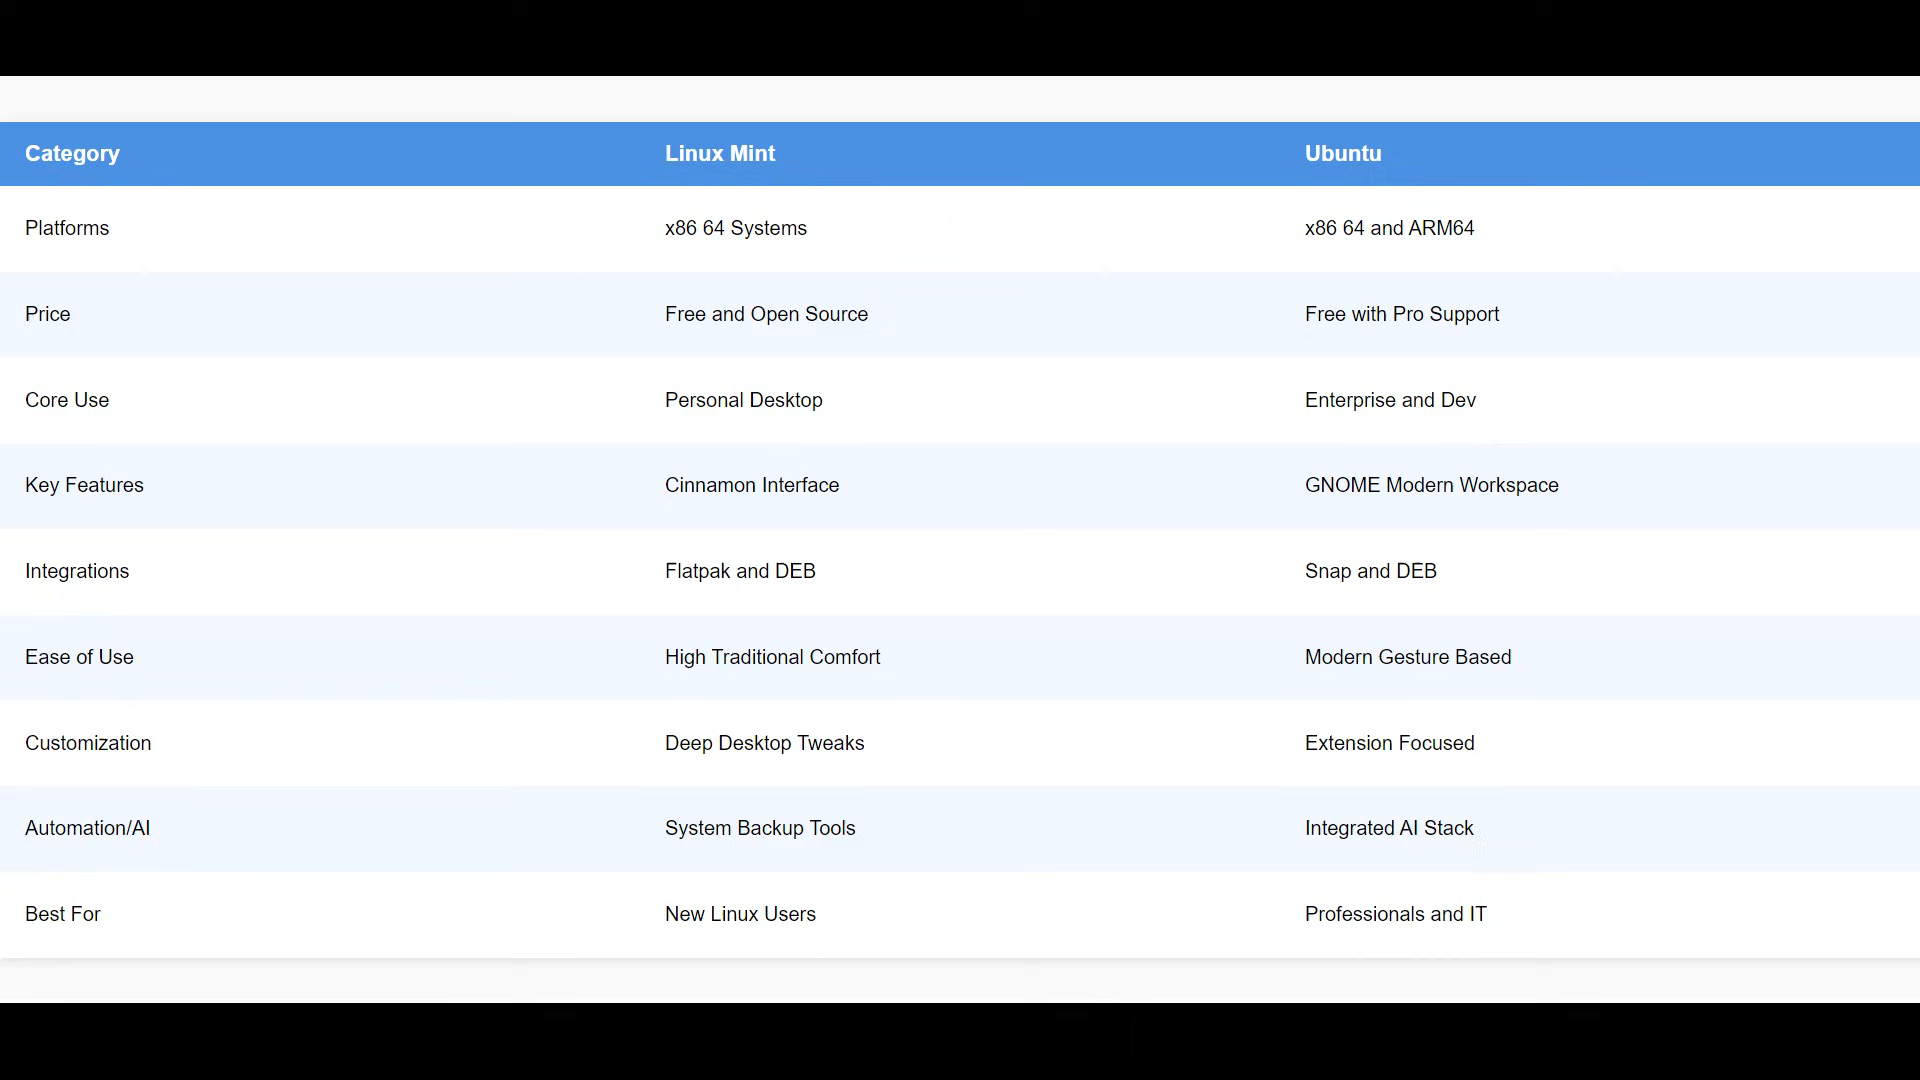 Category Linux Mint Ubuntu
Platforms x86 64 Systems x86 64 and ARM64
Price Free and Open Source Free with Pro Support
Core Use Personal Desktop Enterprise and Dev
Key Features Cinnamon Interface GNOME Modern Workspace
Integrations Flatpak and DEB Snap and DEB
Ease of Use High Traditional Comfort Modern Gesture Based
Customization Deep Desktop Tweaks Extension Focused
Automation/AI System Backup Tools Integrated AI Stack
Best For New Linux Users Professionals and IT